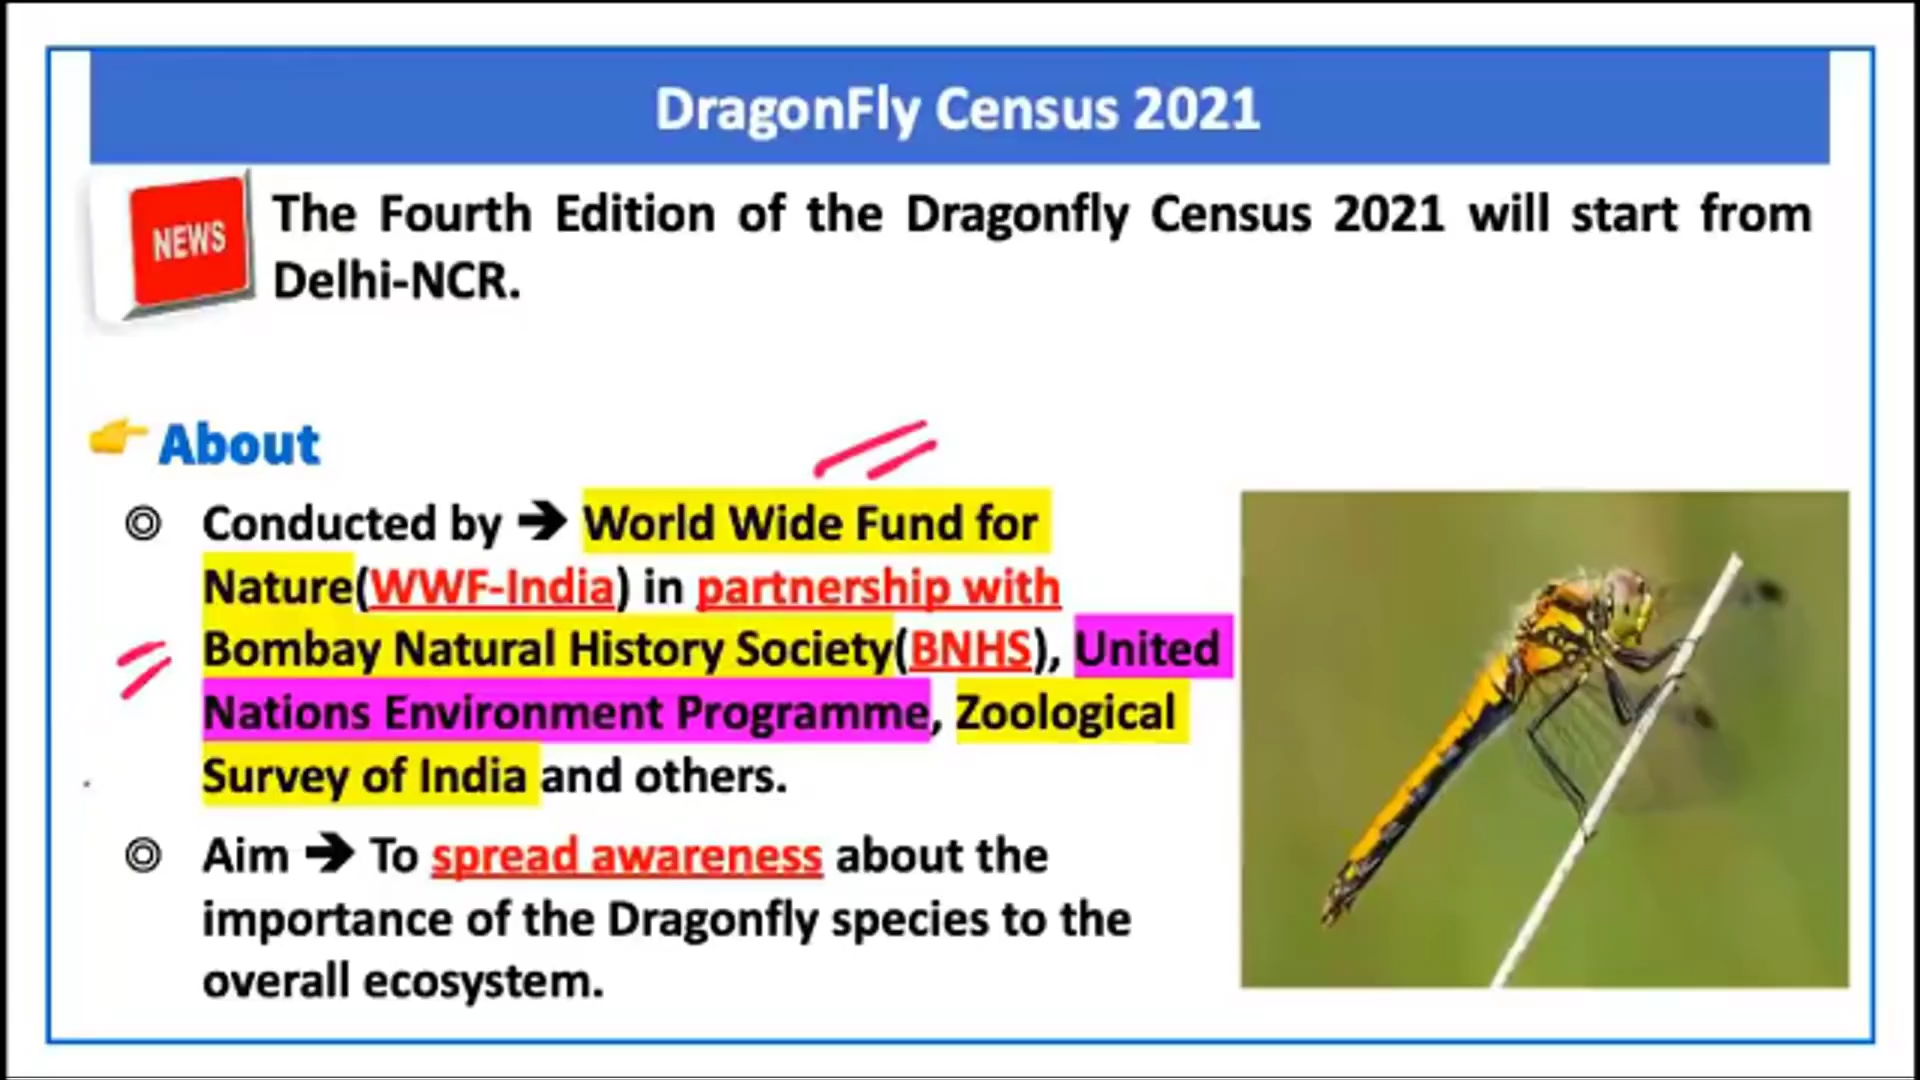 DragonFly Census 2021
NEWS
The Fourth Edition of the Dragonfly Census 2021 will start from
Delhi-NCR.
About
Conducted by ➔ World Wide Fund for
Nature(WWF-India) in partnership with
Bombay Natural History Society(BNHS), United
Nations Environment Programme, Zoological
Survey of India and others.
Aim ➔ To spread awareness about the
importance of the Dragonfly species to the
overall ecosystem.